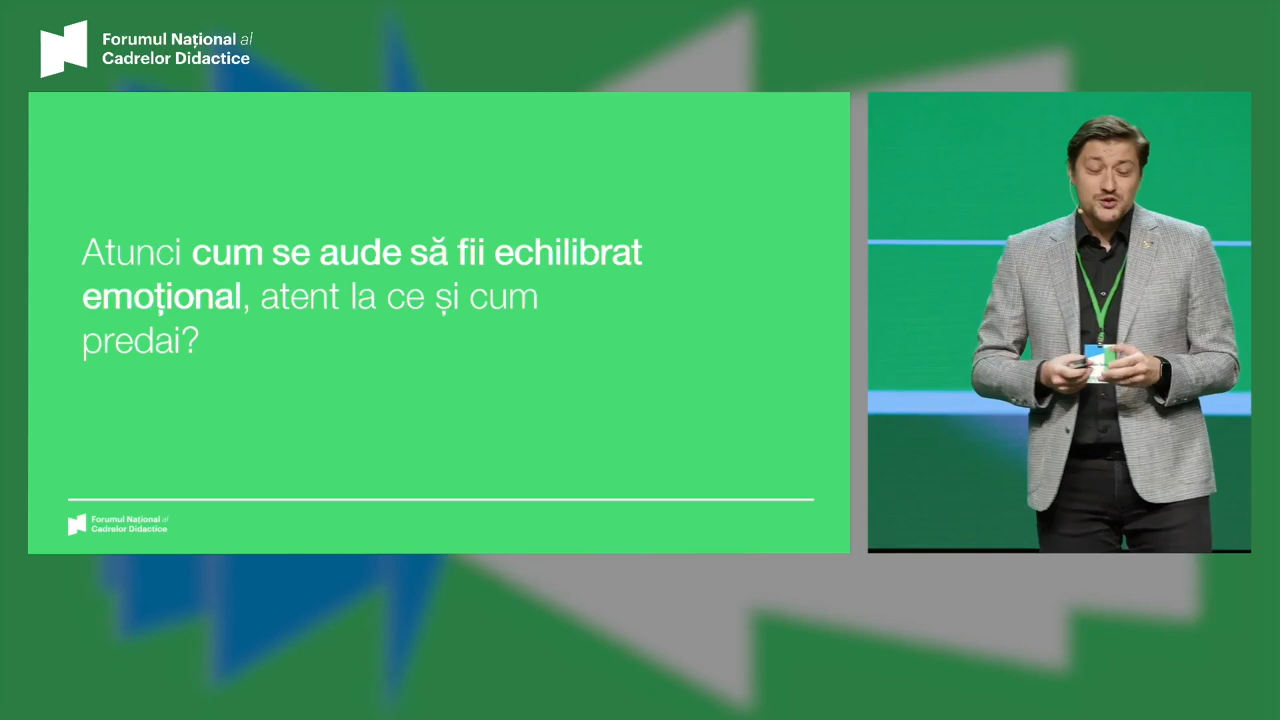 Forumul Național al
Cadrelor Didactice
Atunci cum se aude să fii echilibrat
emoțional, atent la ce și cum
predai?
Forumul Național al
Cadrelor Didactice